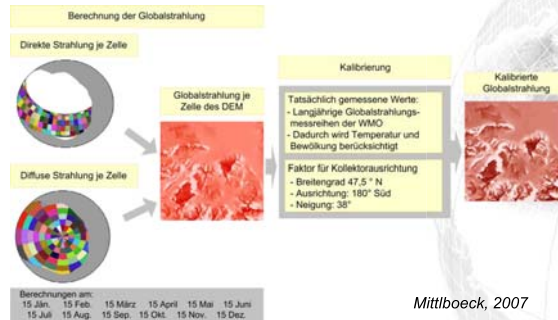 Berechnung der Globalstrahlung
Direkte Strahlung je Zelle
Diffuse Strahlung je Zelle
Berechnungen am:
15 Jän. 15 Feb. 15 März 15 April 15 Mai 15 Juni
15 Juli 15 Aug. 15 Sep. 15 Okt. 15 Nov. 15 Dez.
Globalstrahlung je
Zelle des DEM
Kalibrierung
Tatsächlich gemessene Werte:
- Langjährige Globalstrahlungs-
messreihen der WMO
- Dadurch wird Temperatur und
Bewölkung berücksichtigt
Faktor für Kollektorausrichtung
- Breitengrad 47,5 ° N
- Ausrichtung: 180° Süd
- Neigung: 38°
Kalibrierte
Globalstrahlung
Mittlboeck, 2007